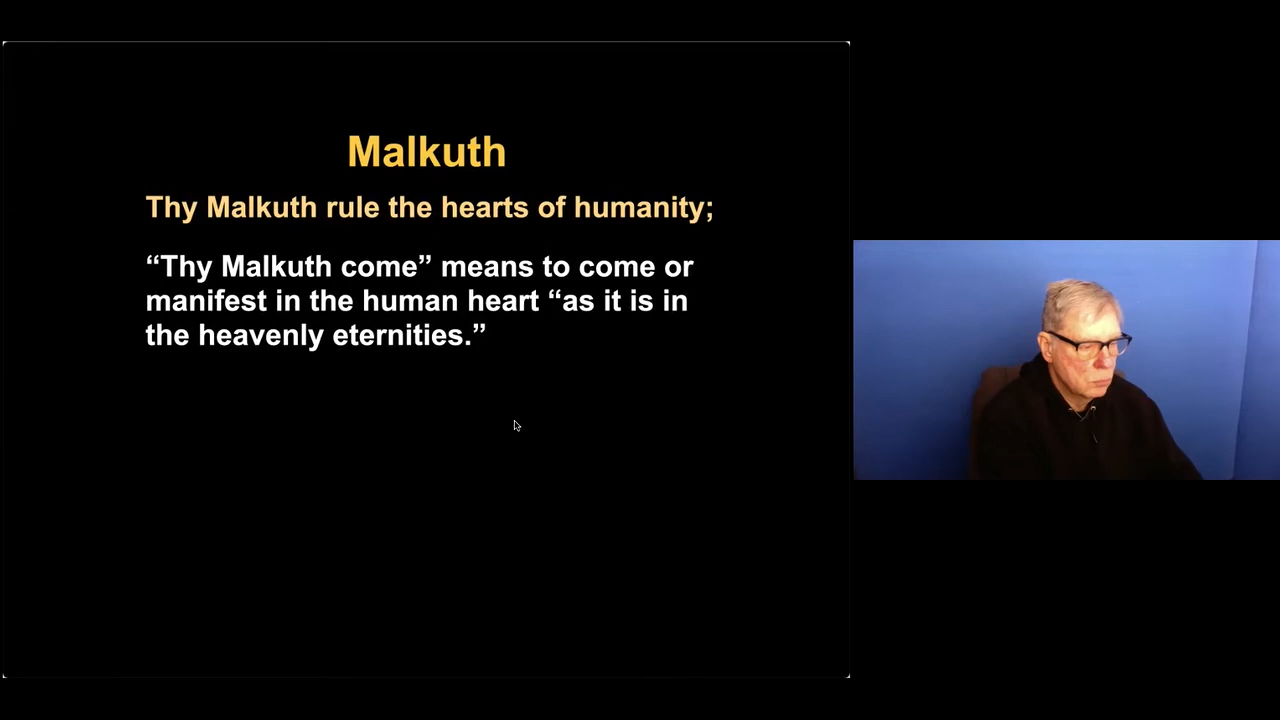 Malkuth
Thy Malkuth rule the hearts of humanity;
“Thy Malkuth come” means to come or
manifest in the human heart “as it is in
the heavenly eternities.”